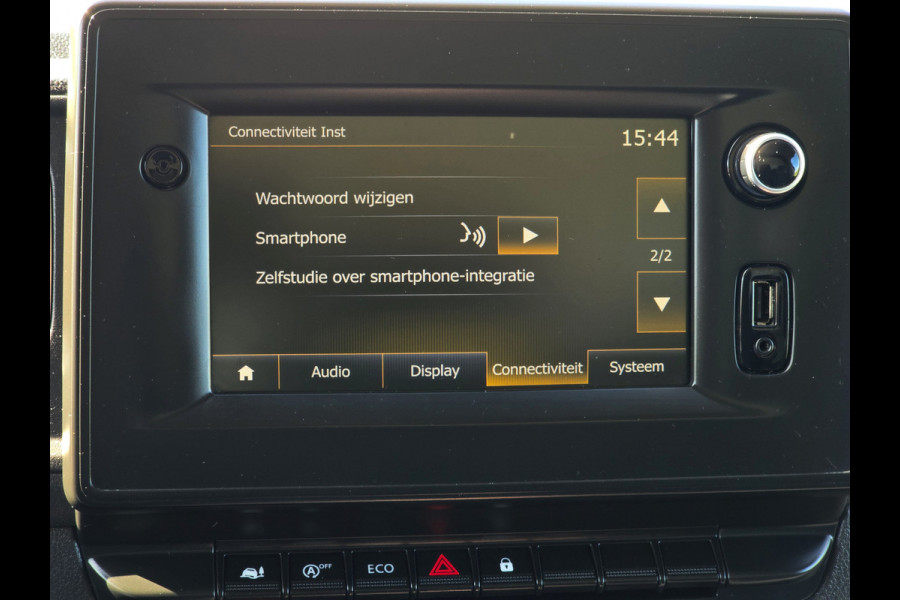 Connectiviteit Inst
15:44
Wachtwoord wijzigen
Smartphone
2/2
Zelfstudie over smartphone-integratie
Audio
Display
Connectiviteit
Systeem
A OFF
ECO